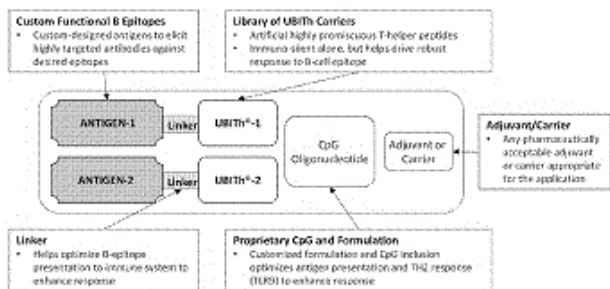 Custom Functional B Epitopes
• Custom-designed antigens to elicit
highly targeted antibodies against
desired epitopes
Library of UBITh Carriers
• Artificial highly promiscuous T-helper peptides
• Immuno-silent alone, but helps drive robust
response to B-cell epitope
ANTIGEN-1
Linker
UBITh®-1
ANTIGEN-2
Linker
UBITh®-2
CpG
Oligonucleotide
Adjuvant or
Carrier
Adjuvant/Carrier
• Any pharmaceutically
acceptable adjuvant
or carrier appropriate
for the application
Linker
• Helps optimize B-epitope
presentation to immune system to
enhance response
Proprietary CpG and Formulation
• Customized formulation and CpG inclusion
optimizes antigen presentation and TH2 response
(TLR9) to enhance response